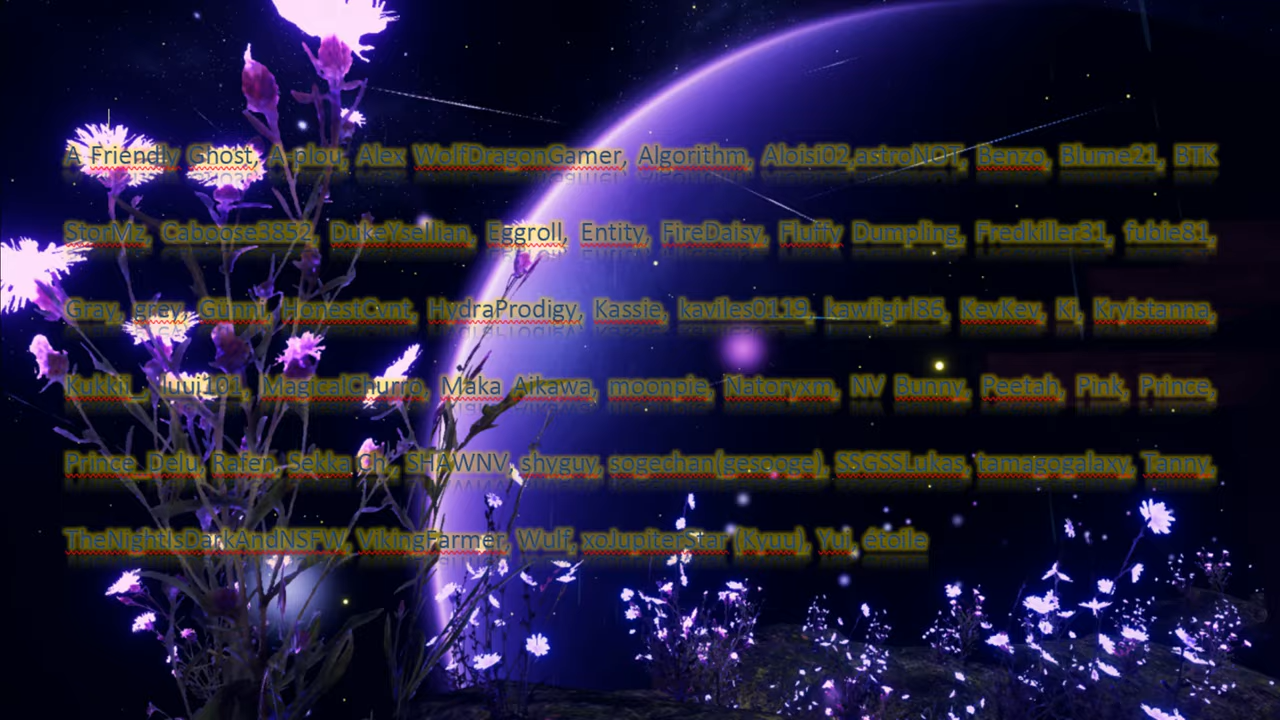 A Friendly Ghost, A-plou, Alex WolfDragonGamer, Algorithm, Aloisi02,astroNOT, Benzo, Blume21, BTK
StorMz, Caboose3852, DukeYsellian, Eggroll, Entity, FireDaisy, Fluffy Dumpling, Fredkiller31, fubie81,
Gray, grey, Gunni, HonestCvnt, HydraProdigy, Kassie, kaviles0119, kawiigirl86, KevKev, Ki, Kryistanna,
Kukkii_, luuj101, MagicalChurro, Maka Aikawa, moonpie, Natoryxm, NV Bunny, Peetah, Pink, Prince,
Prince_Delu, Rafen, Sekka Chi, SHAWNV, shyguy, sogechan(gesooge), SSGSSLukas, tamagogalaxy, Tanny,
TheNightIsDarkAndNSFW, VikingFarmer, Wulf, xoJupiterStar (Kyuu), Yui, étoile